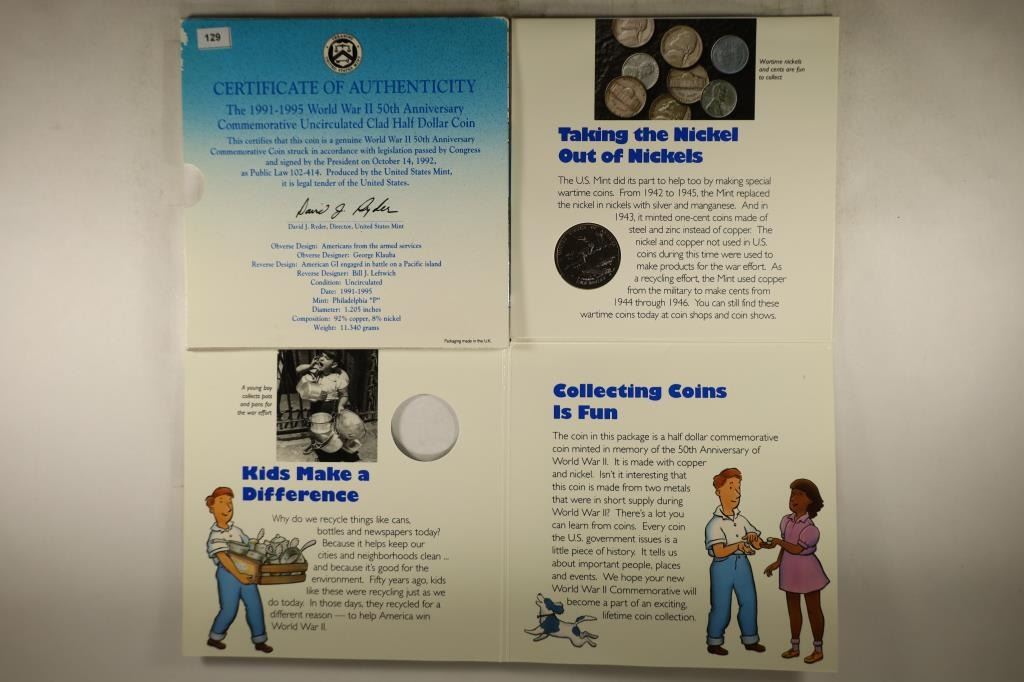 129
CERTIFICATE OF AUTHENTICITY
The 1991-1995 World War II 50th Anniversary
Commemorative Uncirculated Clad Half Dollar Coin
This certifies that this coin is a genuine World War II 50th Anniversary
Commemorative Coin struck in accordance with legislation passed by Congress
and signed by the President on October 14, 1992,
as Public Law 102-414. Produced by the United States Mint,
it is legal tender of the United States.
David J. Ryder
David J. Ryder, Director, United States Mint
Obverse Design: Americans from the armed services
Obverse Designer: George Klauba
Reverse Design: American GI engaged in battle on a Pacific island
Reverse Designer: Bill J. Leftwich
Condition: Uncirculated
Date: 1991-1995
Mint: Philadelphia "P"
Diameter: 1.205 inches
Composition: 92% copper, 8% nickel
Weight: 11.340 grams
Packaging made in the U.K.
Wartime nickels
and cents are fun
to collect
Taking the Nickel
Out of Nickels
The U.S. Mint did its part to help too by making special
wartime coins. From 1942 to 1945, the Mint replaced
the nickel in nickels with silver and manganese. And in
1943, it minted one-cent coins made of
steel and zinc instead of copper. The
nickel and copper not used in U.S.
coins during this time were used to
make products for the war effort. As
a recycling effort, the Mint used copper
from the military to make cents from
1944 through 1946. You can still find these
wartime coins today at coin shops and coin shows.
A young boy
collects pots
and pans for
the war effort
Kids Make a
Difference
Why do we recycle things like cans,
bottles and newspapers today?
Because it helps keep our
cities and neighborhoods clean ...
and because it's good for the
environment. Fifty years ago, kids
like these were recycling just as we
do today. In those days, they recycled for a
different reason — to help America win
World War II.
Collecting Coins
Is Fun
The coin in this package is a half dollar commemorative
coin minted in memory of the 50th Anniversary of
World War II. It is made with copper
and nickel. Isn't it interesting that
this coin is made from two metals
that were in short supply during
World War II? There's a lot you
can learn from coins. Every coin
the U.S. government issues is a
little piece of history. It tells us
about important people, places
and events. We hope your new
World War II Commemorative will
become a part of an exciting,
lifetime coin collection.